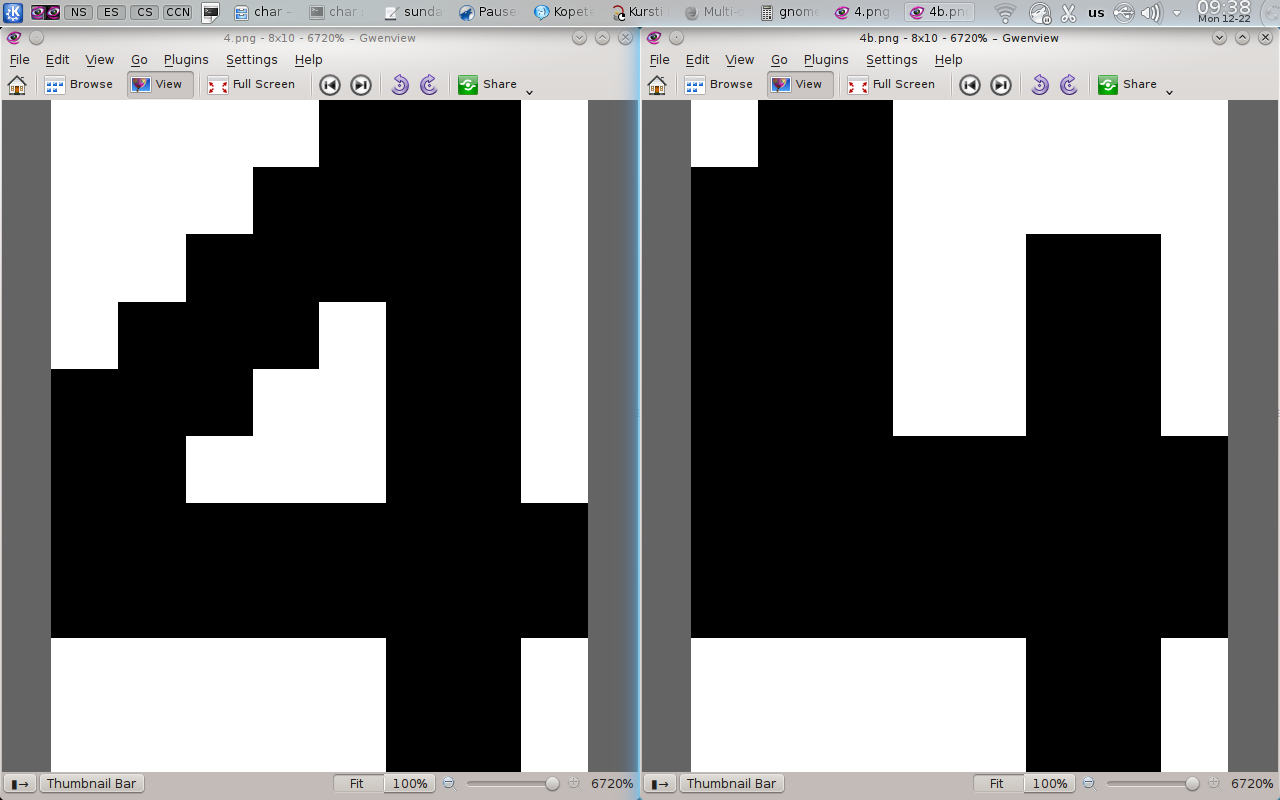 NS ES CS CCN char - char : sunda Pause Kopete Kursti Multi-c gnome 4.png 4b.png us 09:38
Mon 12-22
4.png - 8x10 - 6720% – Gwenview
File Edit View Go Plugins Settings Help
Browse View Full Screen Share
Thumbnail Bar Fit 100% 6720%
4b.png - 8x10 - 6720% – Gwenview
File Edit View Go Plugins Settings Help
Browse View Full Screen Share
Thumbnail Bar Fit 100% 6720%